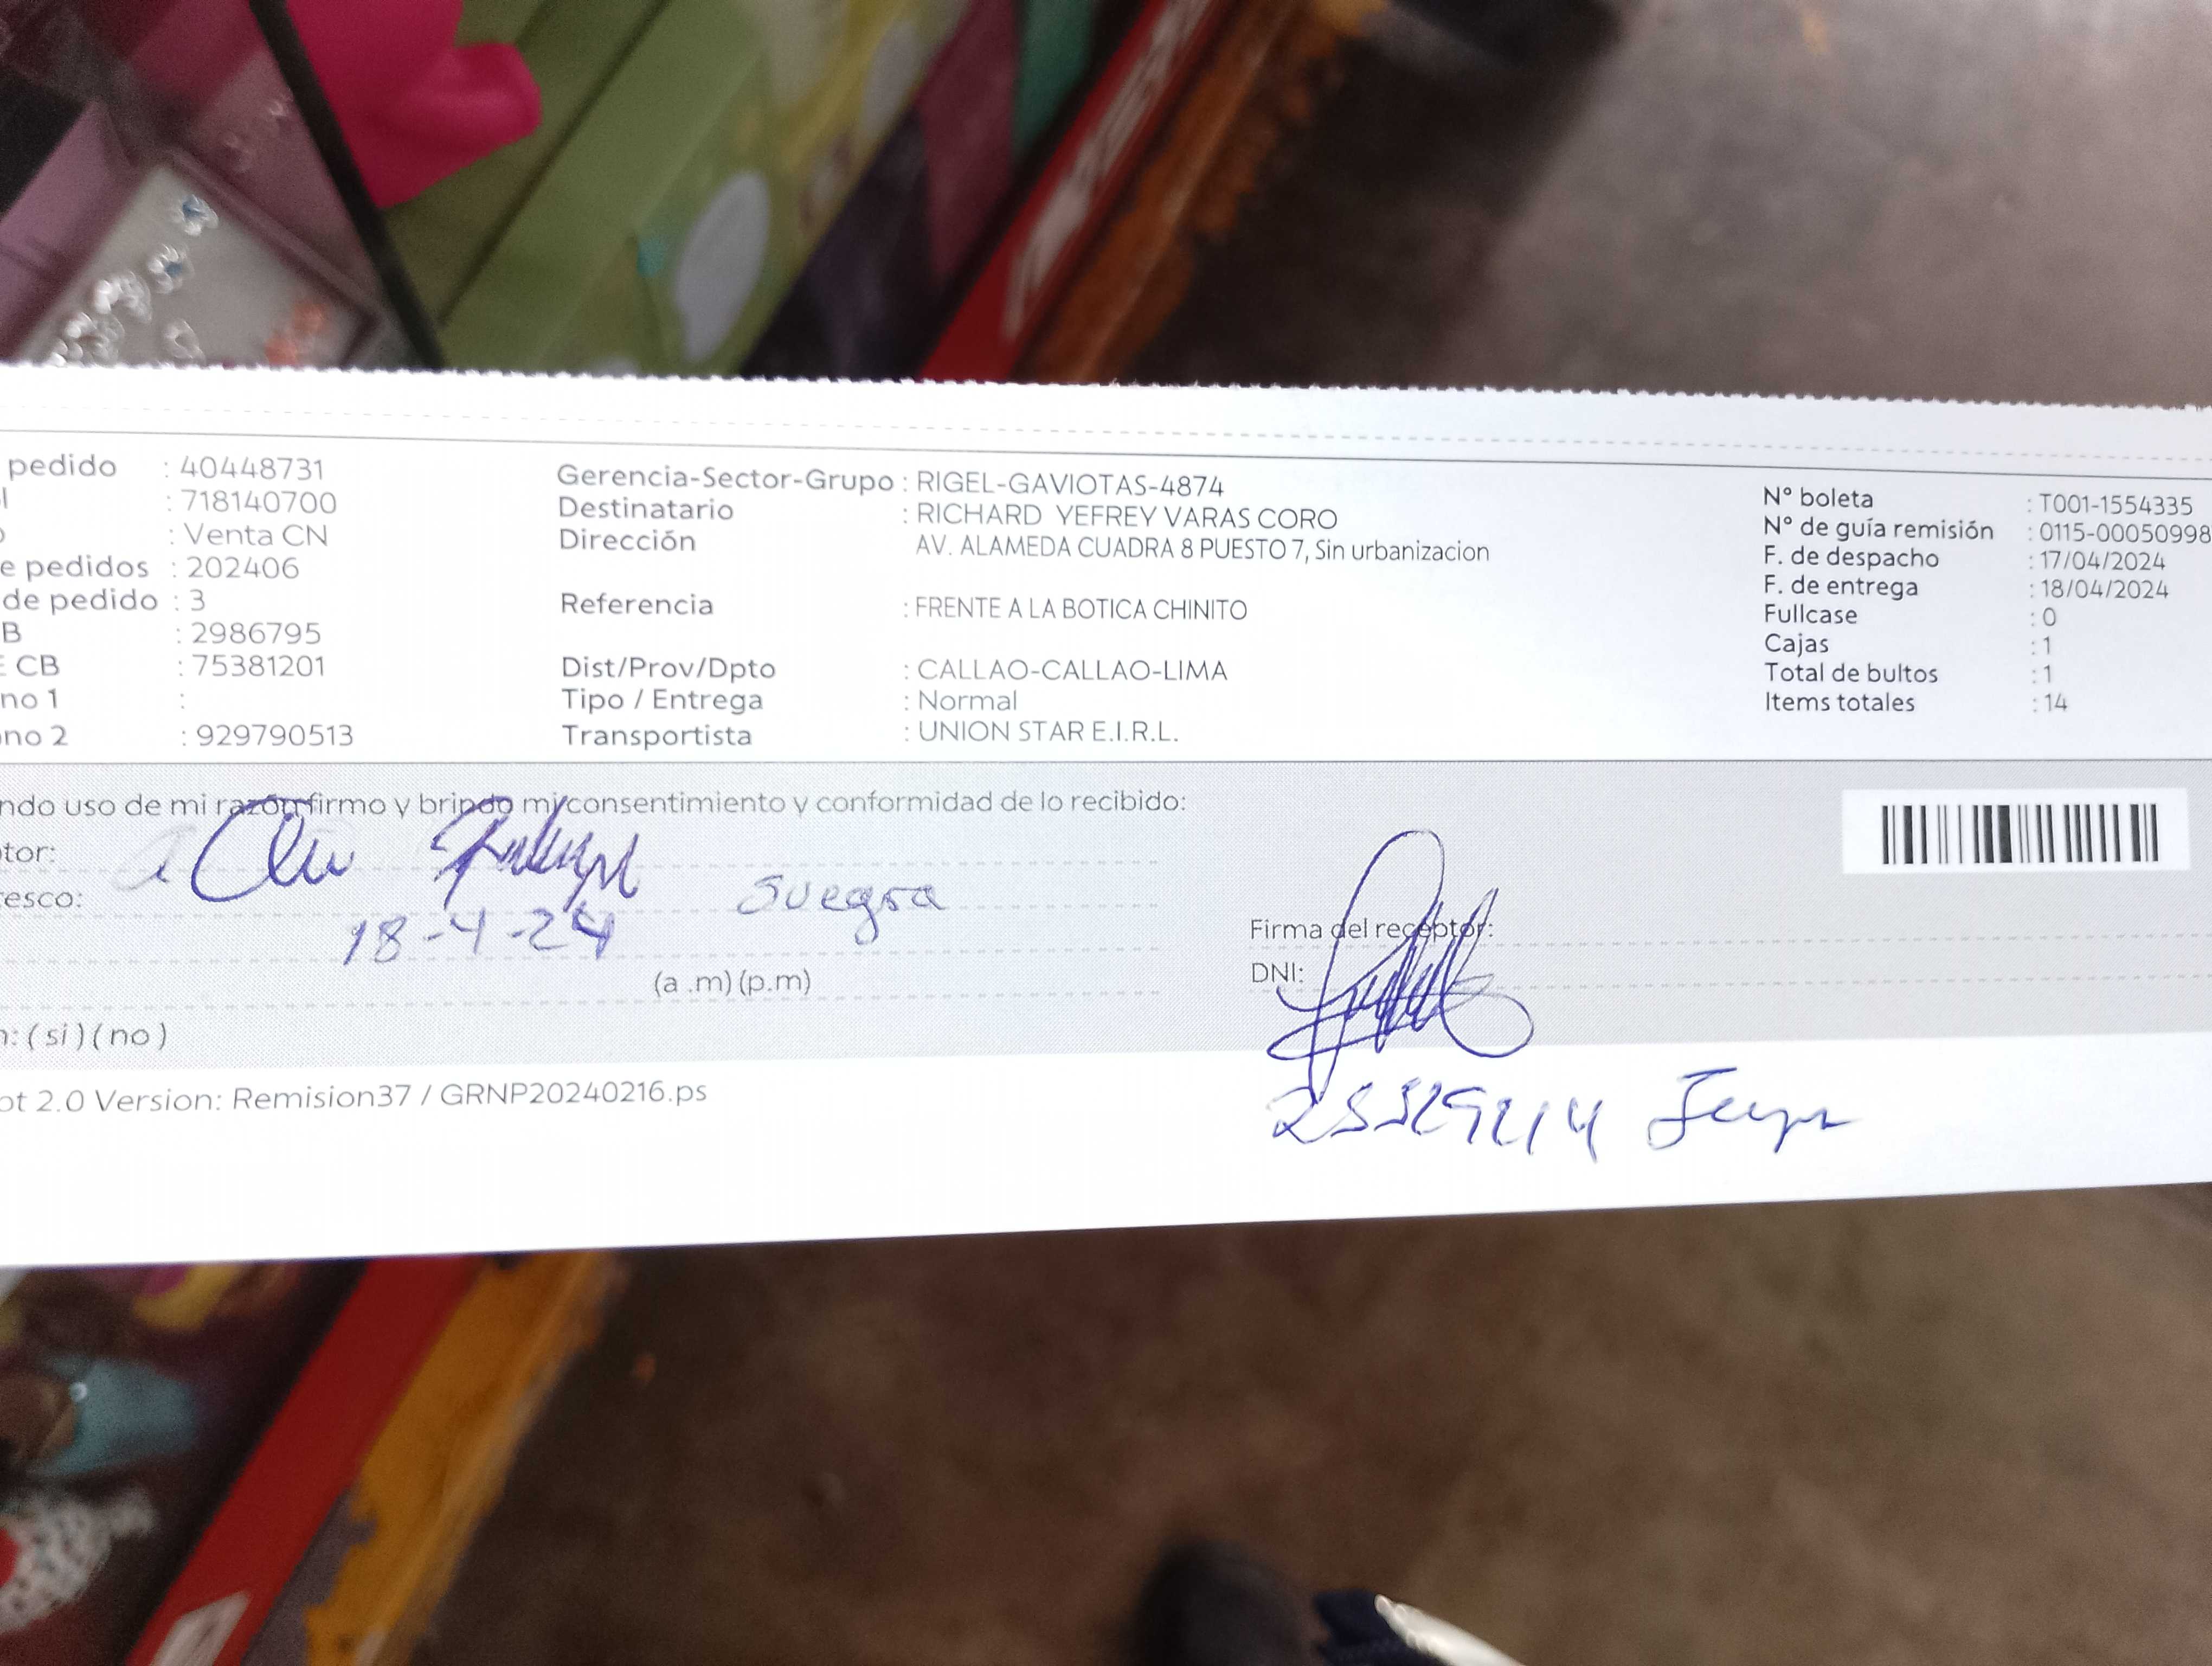 pedido : 40448731
l : 718140700
o : Venta CN
e pedidos : 202406
de pedido : 3
B : 2986795
E CB : 75381201
no 1 :
ono 2 : 929790513
Gerencia-Sector-Grupo : RIGEL-GAVIOTAS-4874
Destinatario : RICHARD YEFREY VARAS CORO
Dirección AV. ALAMEDA CUADRA 8 PUESTO 7, Sin urbanizacion
Referencia : FRENTE A LA BOTICA CHINITO
Dist/Prov/Dpto : CALLAO-CALLAO-LIMA
Tipo / Entrega : Normal
Transportista : UNION STAR E.I.R.L.
N° boleta : T001-1554335
N° de guía remisión : 0115-00050998
F. de despacho : 17/04/2024
F. de entrega : 18/04/2024
Fullcase : 0
Cajas : 1
Total de bultos : 1
Items totales : 14
ndo uso de mi razón firmo y brindo mi consentimiento y conformidad de lo recibido:
tor:
esco: suegra
18-4-24
(a .m) (p.m)
Firma del receptor:
DNI:
n: ( si ) ( no )
pt 2.0 Version: Remision37 / GRNP20240216.ps